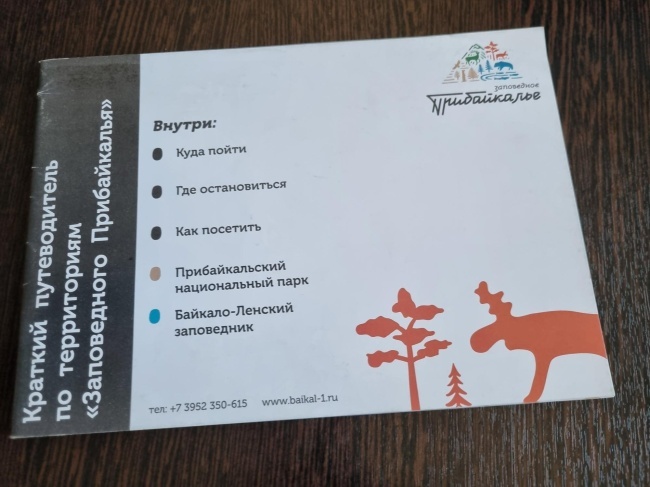 Краткий путеводитель
по территориям
«Заповедного Прибайкалья»
заповедное
Прибайкалье
Внутри:
Куда пойти
Где остановиться
Как посетить
Прибайкальский
национальный парк
Байкало-Ленский
заповедник
тел: +7 3952 350-615 www.baikal-1.ru